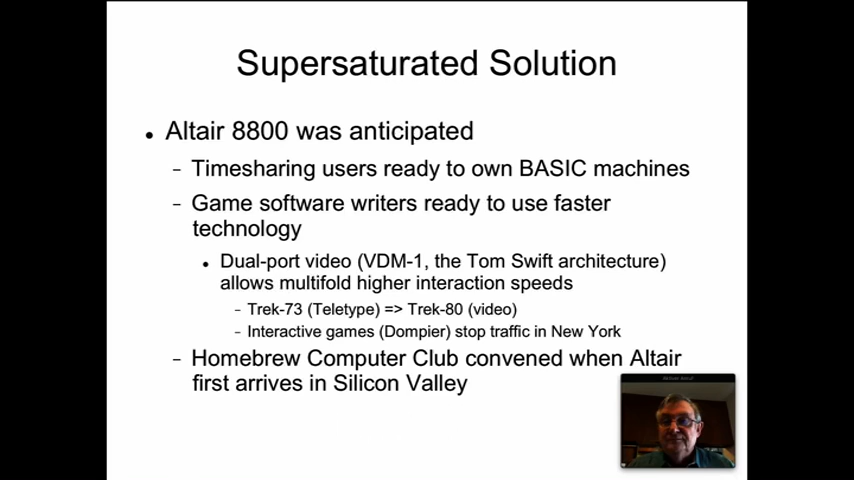 Supersaturated Solution
• Altair 8800 was anticipated
– Timesharing users ready to own BASIC machines
– Game software writers ready to use faster
technology
• Dual-port video (VDM-1, the Tom Swift architecture)
allows multifold higher interaction speeds
– Trek-73 (Teletype) => Trek-80 (video)
– Interactive games (Dompier) stop traffic in New York
– Homebrew Computer Club convened when Altair
first arrives in Silicon Valley